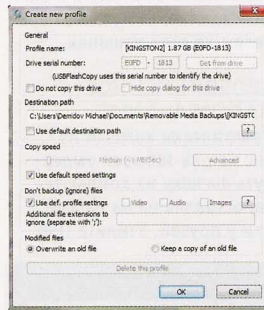 Create new profile
General
Profile name: [KINGSTON2] 1.87 GB (E0FD-1813)
Drive serial number: E0FD - 1813 Get from drive
(USBFlashCopy uses this serial number to identify the drive)
Do not copy this drive Hide copy dialog for this drive
Destination path
C:\Users\Demidov Michael\Documents\Removable Media Backups\[KINGSTC
Use default destination path ?
Copy speed
Medium (<4 MB/Sec) Advanced
Use default speed settings
Don't backup (ignore) files
Use def. profile settings Video Audio Images ?
Additional file extensions to
ignore (separate with ';'):
Modified files
Overwrite an old file Keep a copy of an old file
Delete this profile
OK Cancel